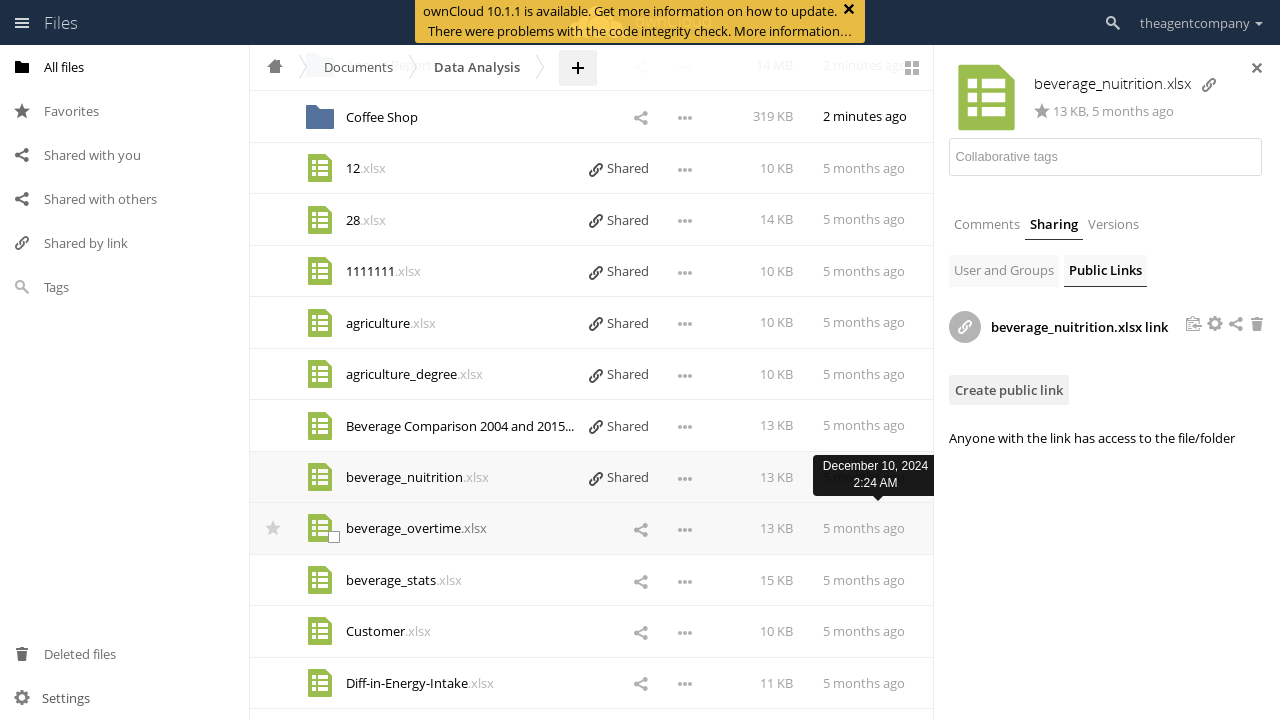 Files
ownCloud 10.1.1 is available. Get more information on how to update.
There were problems with the code integrity check. More information…
theagentcompany
All files
Favorites
Shared with you
Shared with others
Shared by link
Tags
Deleted files
Settings
Documents
Data Analysis
14 MB 2 minutes ago
Coffee Shop 319 KB 2 minutes ago
12.xlsx Shared 10 KB 5 months ago
28.xlsx Shared 14 KB 5 months ago
1111111.xlsx Shared 10 KB 5 months ago
agriculture.xlsx Shared 10 KB 5 months ago
agriculture_degree.xlsx Shared 10 KB 5 months ago
Beverage Comparison 2004 and 2015... Shared 13 KB 5 months ago
beverage_nuitrition.xlsx Shared 13 KB
December 10, 2024
2:24 AM
beverage_overtime.xlsx 13 KB 5 months ago
beverage_stats.xlsx 15 KB 5 months ago
Customer.xlsx 10 KB 5 months ago
Diff-in-Energy-Intake.xlsx 11 KB 5 months ago
beverage_nuitrition.xlsx
13 KB, 5 months ago
Collaborative tags
Comments Sharing Versions
User and Groups Public Links
beverage_nuitrition.xlsx link
Create public link
Anyone with the link has access to the file/folder